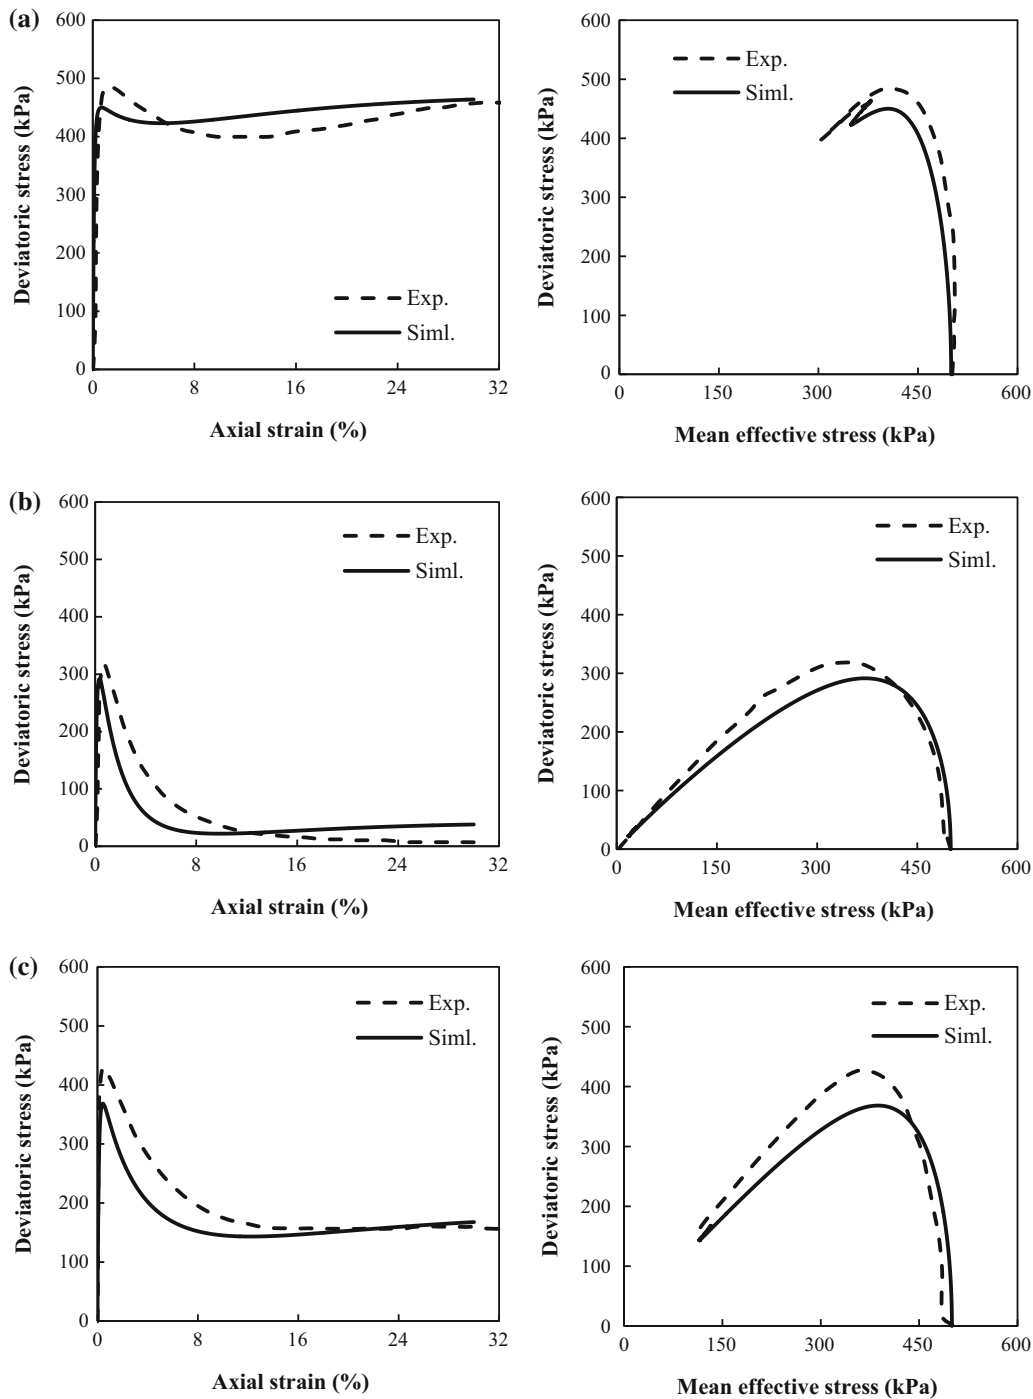 (a)
600
500
400
300
200
100
0
Deviatoric stress (kPa)
Exp.
Siml.
0 8 16 24 32
Axial strain (%)
600
500
400
300
200
100
0
Deviatoric stress (kPa)
Exp.
Siml.
0 150 300 450 600
Mean effective stress (kPa)
(b)
600
500
400
300
200
100
0
Deviatoric stress (kPa)
Exp.
Siml.
0 8 16 24 32
Axial strain (%)
600
500
400
300
200
100
0
Deviatoric stress (kPa)
Exp.
Siml.
0 150 300 450 600
Mean effective stress (kPa)
(c)
600
500
400
300
200
100
0
Deviatoric stress (kPa)
Exp.
Siml.
0 8 16 24 32
Axial strain (%)
600
500
400
300
200
100
0
Deviatoric stress (kPa)
Exp.
Siml.
0 150 300 450 600
Mean effective stress (kPa)